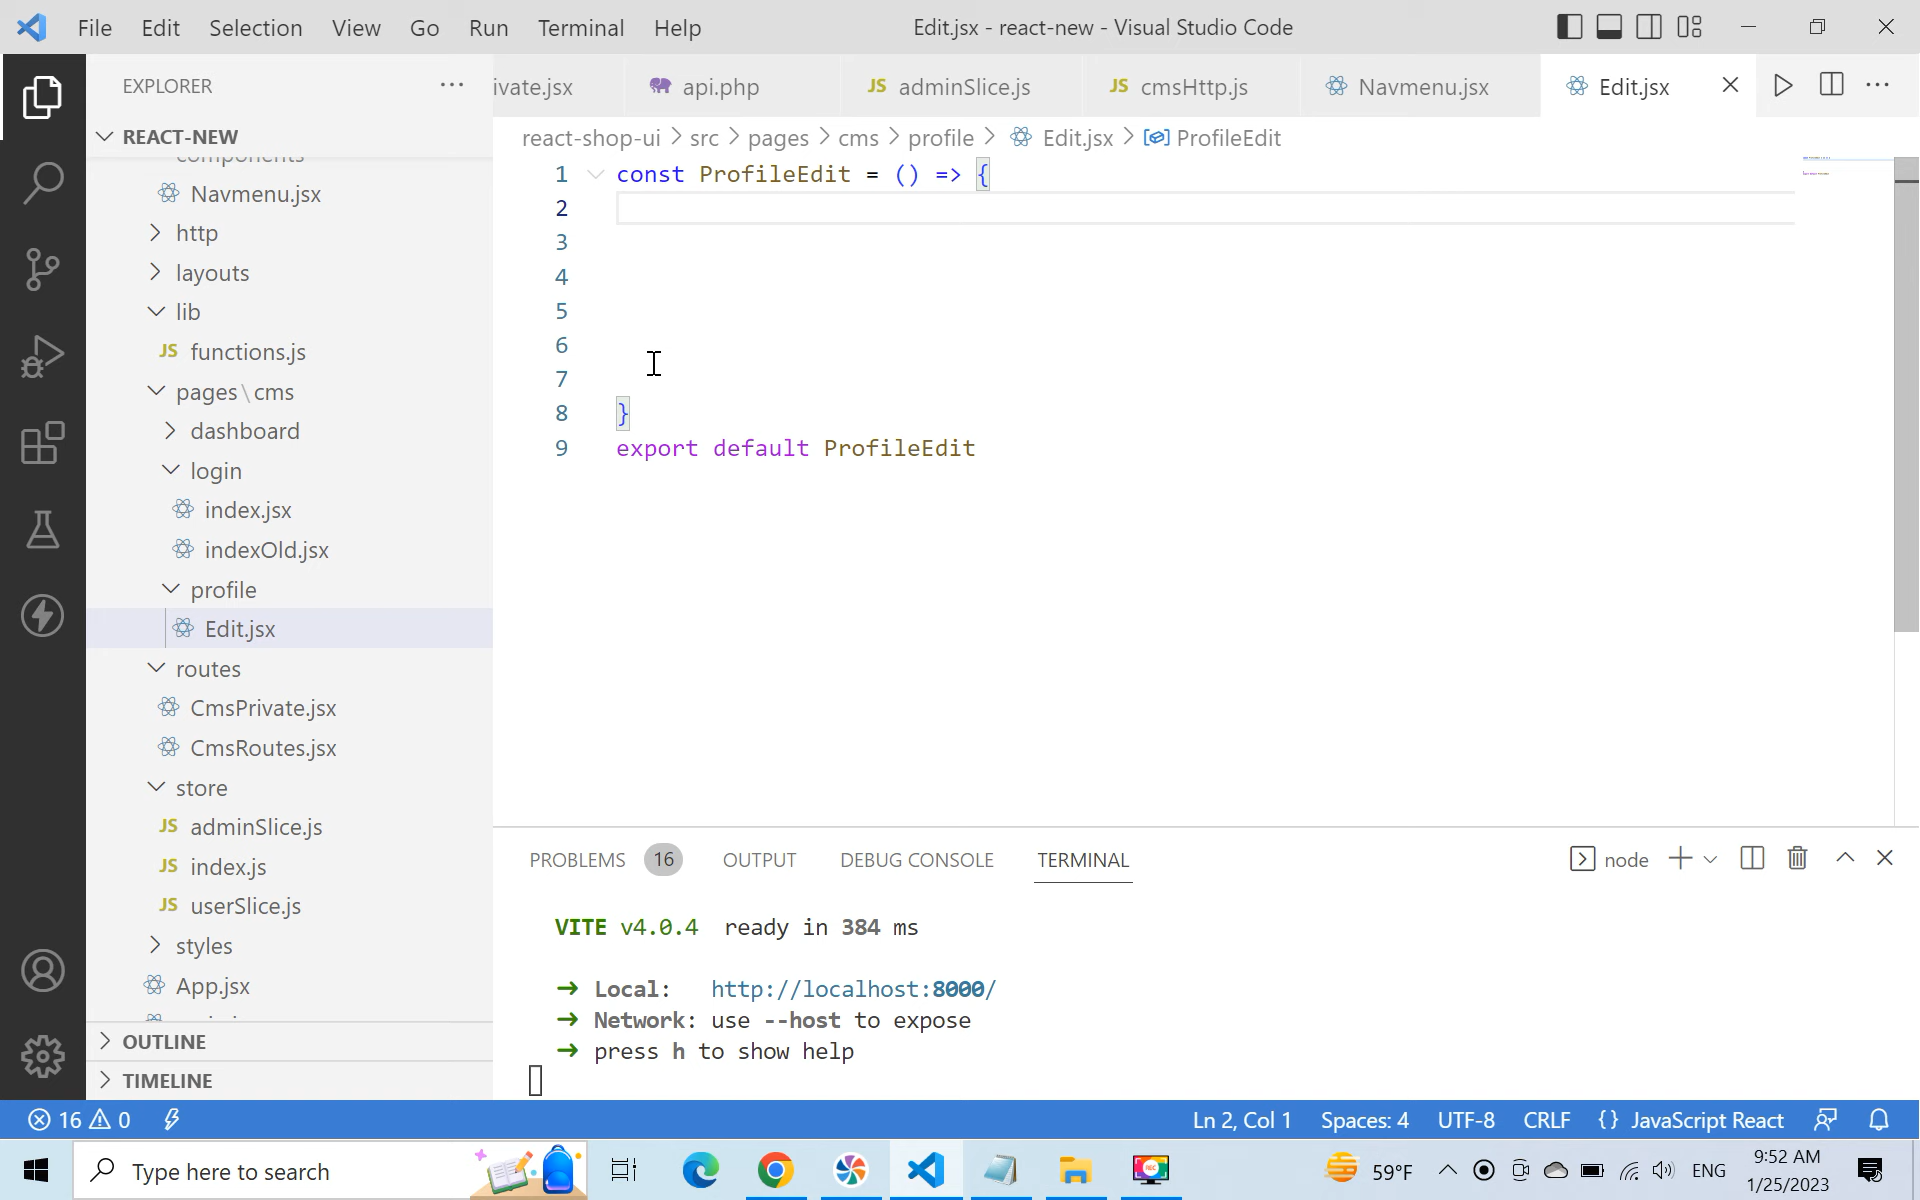 File Edit Selection View Go Run Terminal Help
Edit.jsx - react-new - Visual Studio Code
EXPLORER
REACT-NEW
components
Navmenu.jsx
http
layouts
lib
JS functions.js
pages\cms
dashboard
login
index.jsx
indexOld.jsx
profile
Edit.jsx
routes
CmsPrivate.jsx
CmsRoutes.jsx
store
JS adminSlice.js
JS index.js
JS userSlice.js
styles
App.jsx
OUTLINE
TIMELINE
ivate.jsx api.php JS adminSlice.js JS cmsHttp.js Navmenu.jsx Edit.jsx
react-shop-ui > src > pages > cms > profile > Edit.jsx > ProfileEdit
1 const ProfileEdit = () => {
2
3
4
5
6
7
8 }
9 export default ProfileEdit
PROBLEMS 16 OUTPUT DEBUG CONSOLE TERMINAL
node
VITE v4.0.4 ready in 384 ms
➜ Local: http://localhost:8000/
➜ Network: use --host to expose
➜ press h to show help
16 0
Ln 2, Col 1 Spaces: 4 UTF-8 CRLF {} JavaScript React
Type here to search
59°F
ENG
9:52 AM
1/25/2023